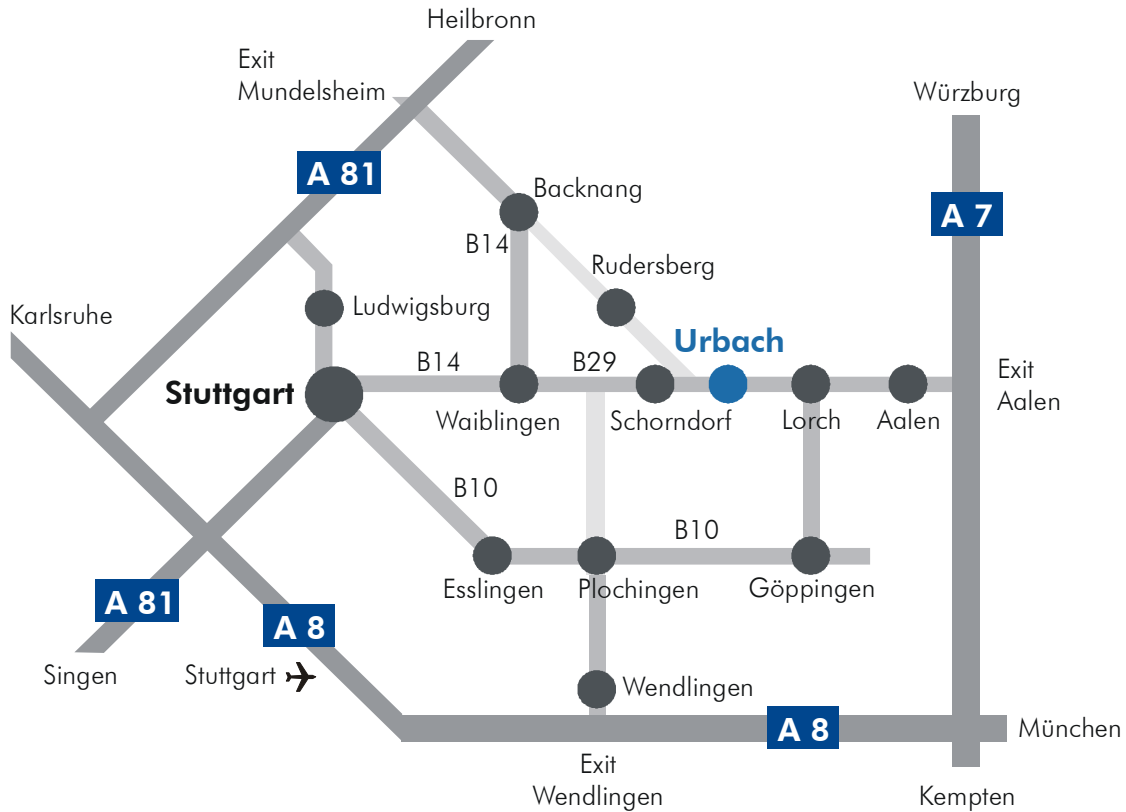 Heilbronn
Exit
Mundelsheim
Würzburg
A 81
Backnang
A 7
B14
Rudersberg
Ludwigsburg
Karlsruhe
Urbach
B14
B29
Exit
Aalen
Stuttgart
Waiblingen
Schorndorf
Lorch
Aalen
B10
B10
Esslingen
Plochingen
Göppingen
A 81
A 8
Singen
Stuttgart
Wendlingen
A 8
München
Exit
Wendlingen
Kempten